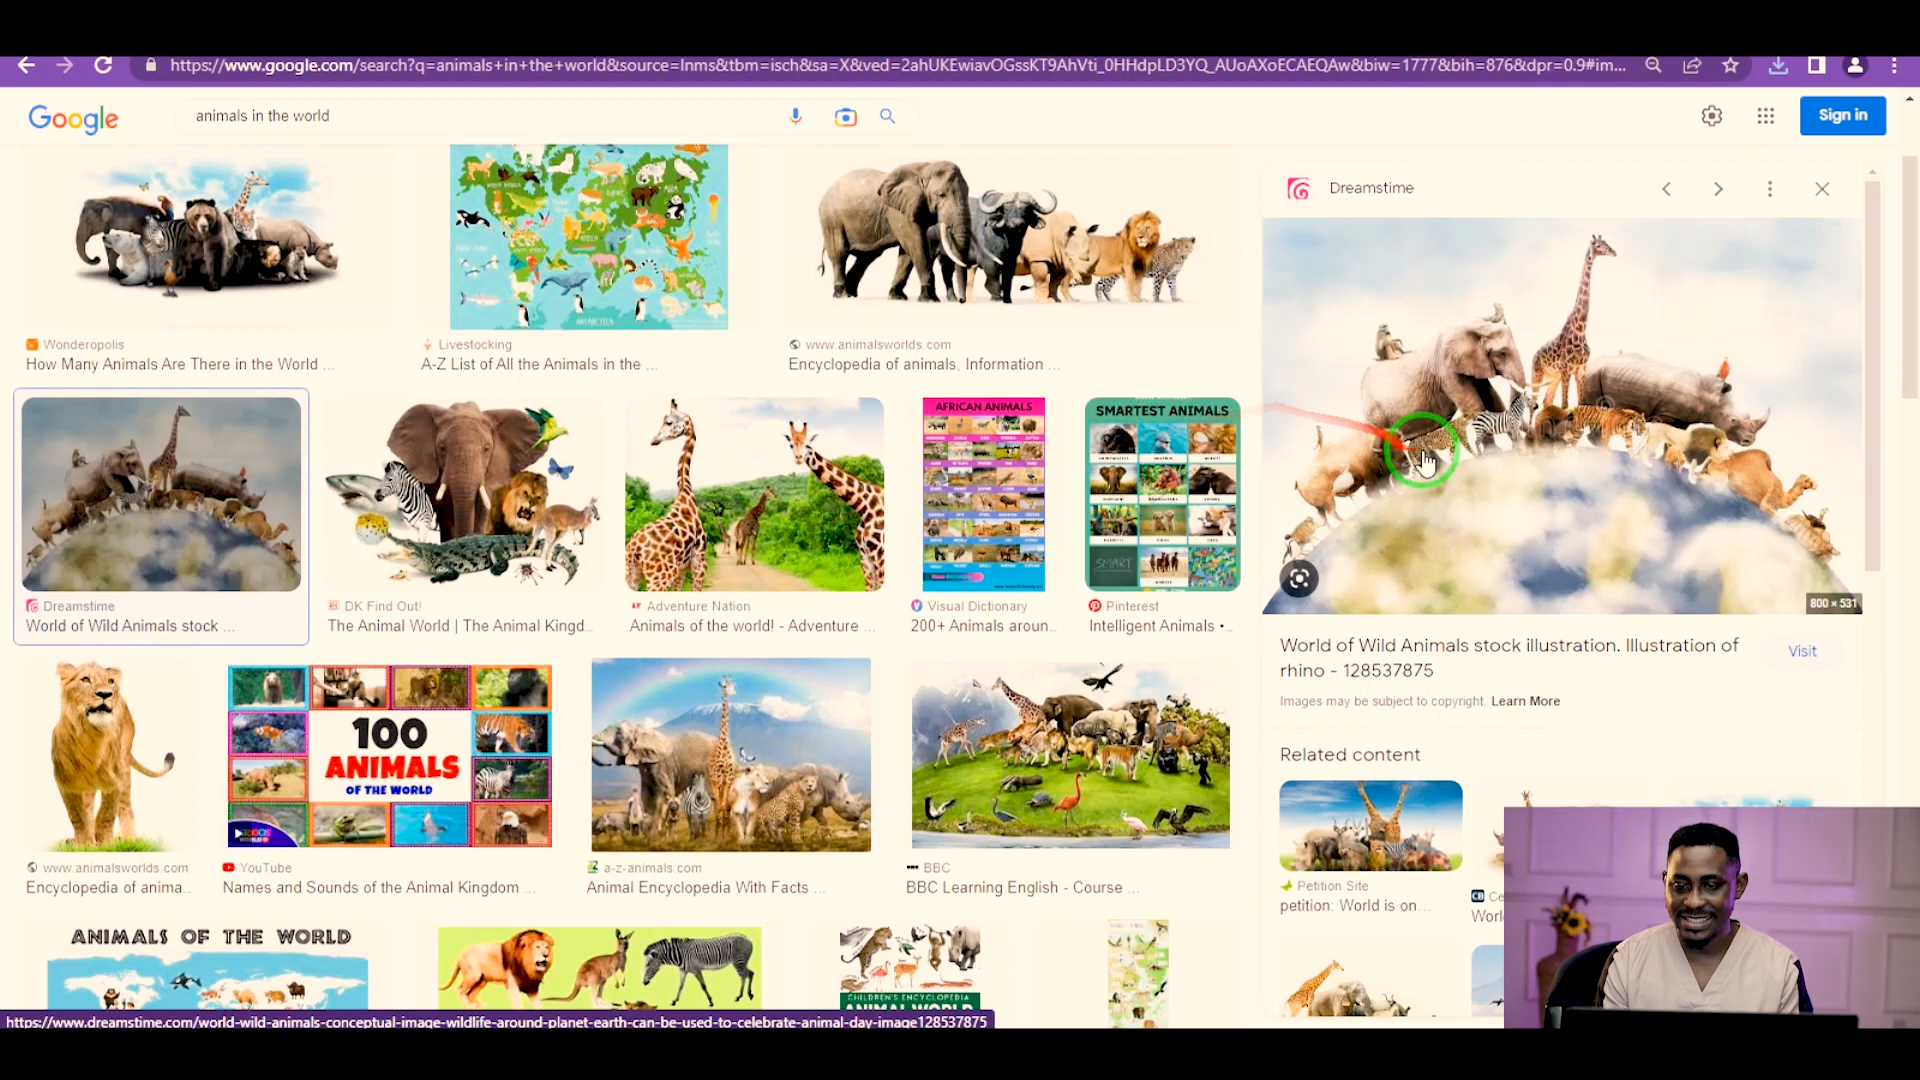 https://www.google.com/search?q=animals+in+the+world&source=lnms&tbm=isch&sa=X&ved=2ahUKEwiavOGssKT9AhVti_0HHdpLD3YQ_AUoAXoECAEQAw&biw=1777&bih=876&dpr=0.9#im...
Google
animals in the world
Sign in
Wonderopolis
How Many Animals Are There in the World ...
Livestocking
A-Z List of All the Animals in the ...
www.animalsworlds.com
Encyclopedia of animals, Information ...
Dreamstime
800 × 531
World of Wild Animals stock illustration. Illustration of
rhino - 128537875
Visit
Images may be subject to copyright. Learn More
Related content
Petition Site
petition: World is on...
AFRICAN ANIMALS
SMARTEST ANIMALS
SMART
Dreamstime
World of Wild Animals stock ...
DK Find Out!
The Animal World | The Animal Kingd...
Adventure Nation
Animals of the world! - Adventure ...
Visual Dictionary
200+ Animals aroun...
Pinterest
Intelligent Animals •...
100
ANIMALS
OF THE WORLD
www.animalsworlds.com
Encyclopedia of anima...
YouTube
Names and Sounds of the Animal Kingdom ...
a-z-animals.com
Animal Encyclopedia With Facts ...
BBC
BBC Learning English - Course ...
ANIMALS OF THE WORLD
CHILDREN'S ENCYCLOPEDIA
ANIMAL WORLD
https://www.dreamstime.com/world-wild-animals-conceptual-image-wildlife-around-planet-earth-can-be-used-to-celebrate-animal-day-image128537875